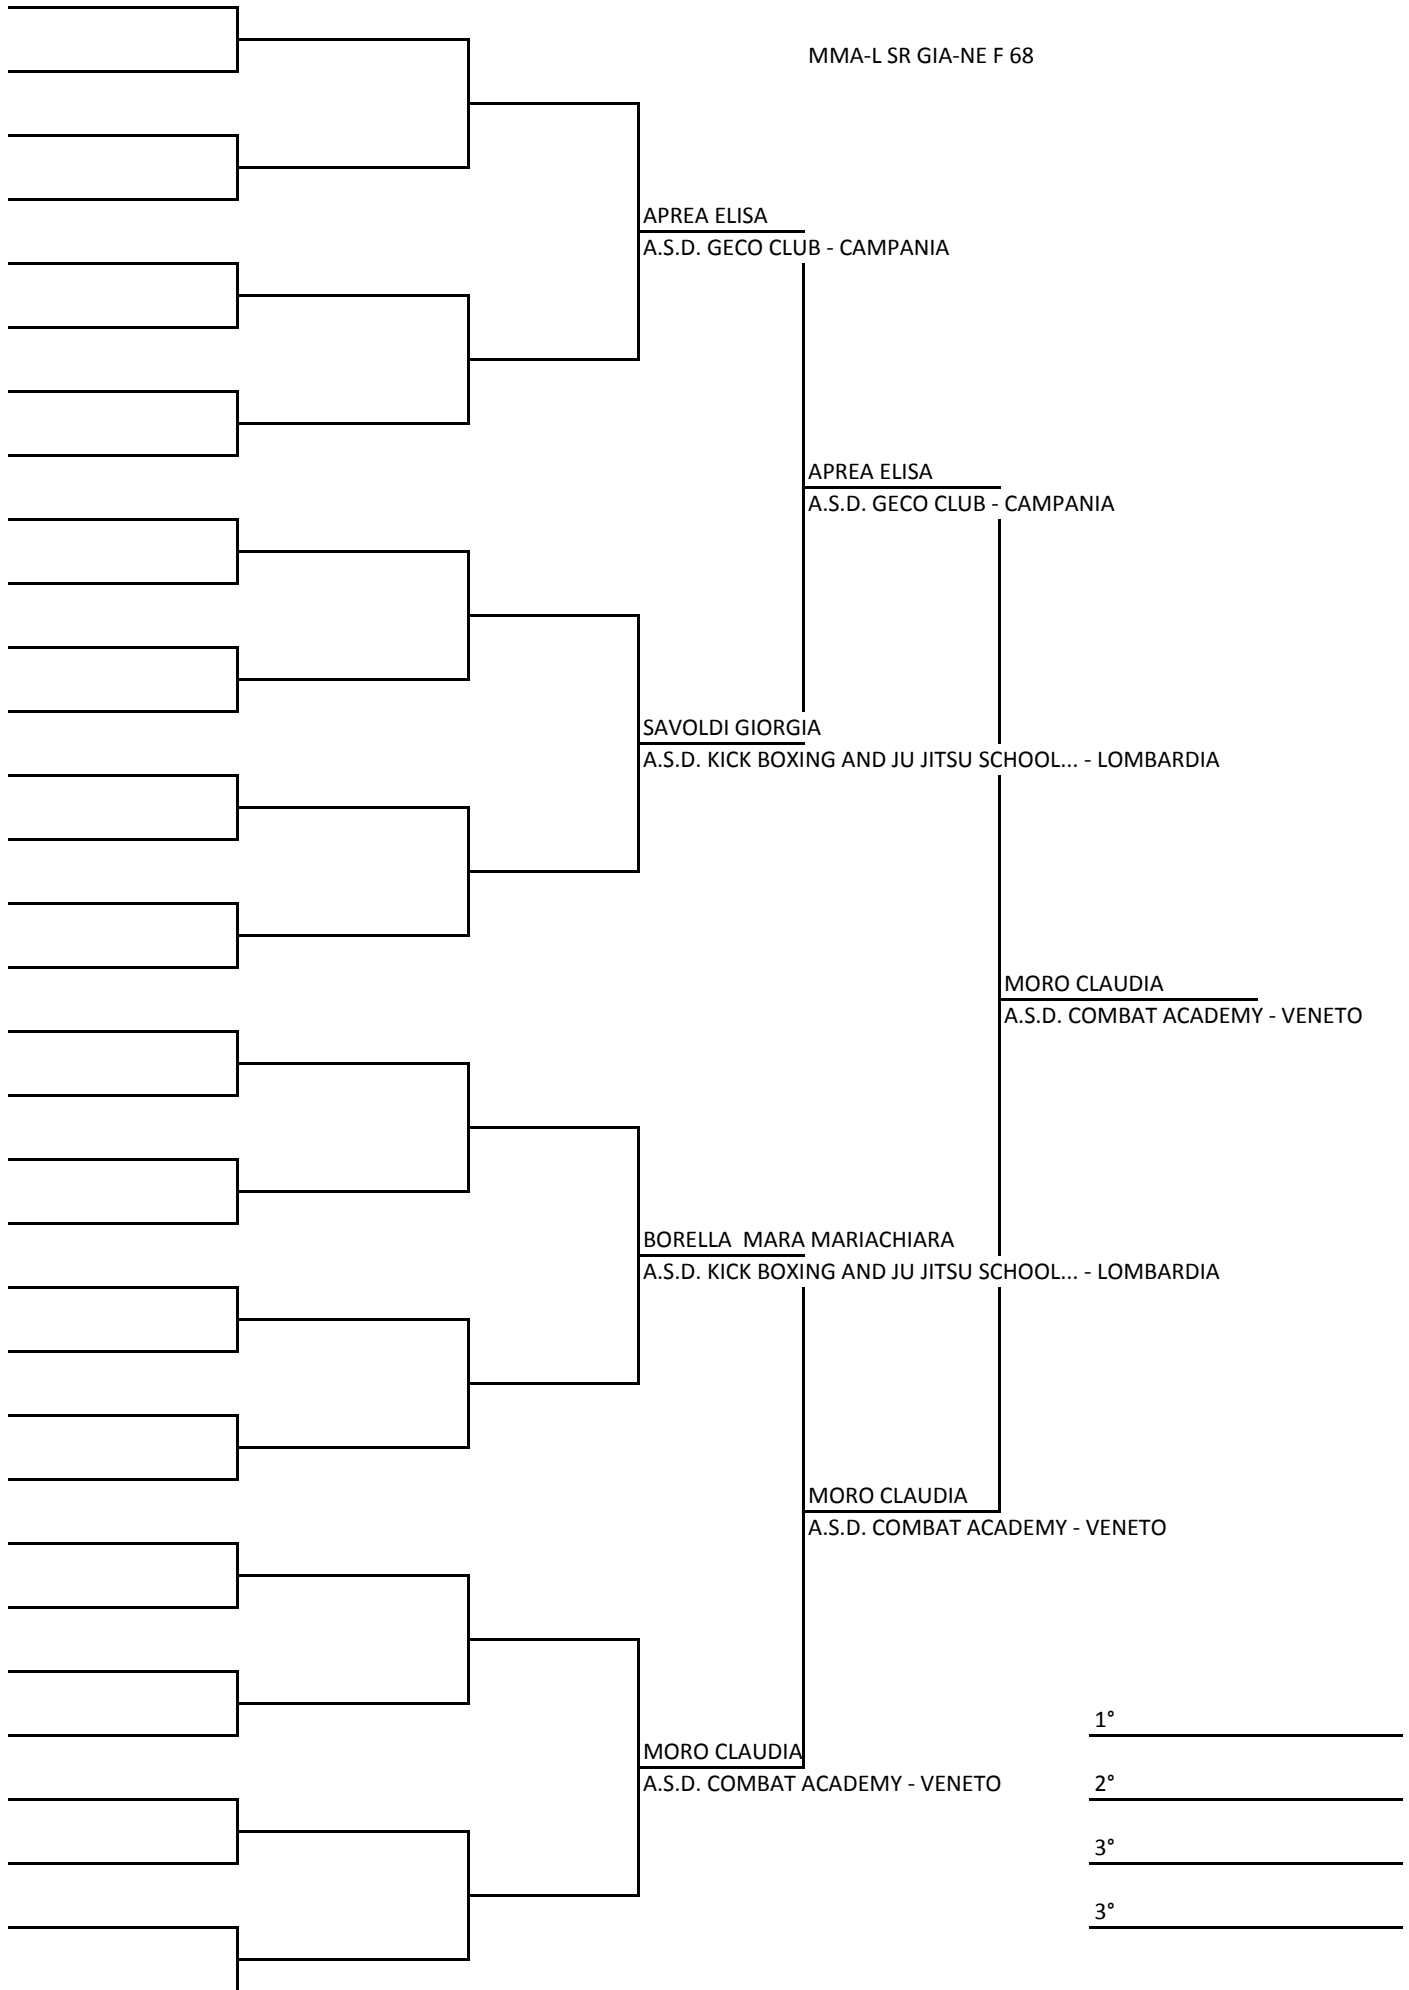 MMA-L SR GIA-NE F 68
APREA ELISA
A.S.D. GECO CLUB - CAMPANIA
APREA ELISA
A.S.D. GECO CLUB - CAMPANIA
SAVOLDI GIORGIA
A.S.D. KICK BOXING AND JU JITSU SCHOOL... - LOMBARDIA
MORO CLAUDIA
A.S.D. COMBAT ACADEMY - VENETO
BORELLA  MARA MARIACHIARA
A.S.D. KICK BOXING AND JU JITSU SCHOOL... - LOMBARDIA
MORO CLAUDIA
A.S.D. COMBAT ACADEMY - VENETO
1°
MORO CLAUDIA
A.S.D. COMBAT ACADEMY - VENETO
2°
3°
3°